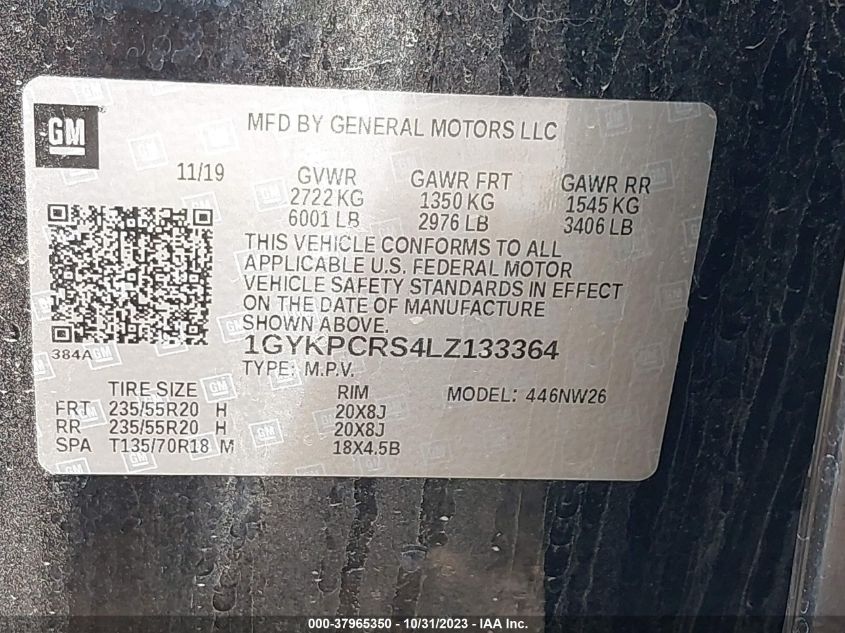 GM
MFD BY GENERAL MOTORS LLC
11/19 GVWR GAWR FRT GAWR RR
2722 KG 1350 KG 1545 KG
6001 LB 2976 LB 3406 LB
THIS VEHICLE CONFORMS TO ALL
APPLICABLE U.S. FEDERAL MOTOR
VEHICLE SAFETY STANDARDS IN EFFECT
ON THE DATE OF MANUFACTURE
SHOWN ABOVE.
384A
1GYKPCRS4LZ133364
TYPE: M.P.V.
TIRE SIZE RIM MODEL: 446NW26
FRT 235/55R20 H 20X8J
RR 235/55R20 H 20X8J
SPA T135/70R18 M 18X4.5B
000-37965350 - 10/31/2023 - IAA Inc.